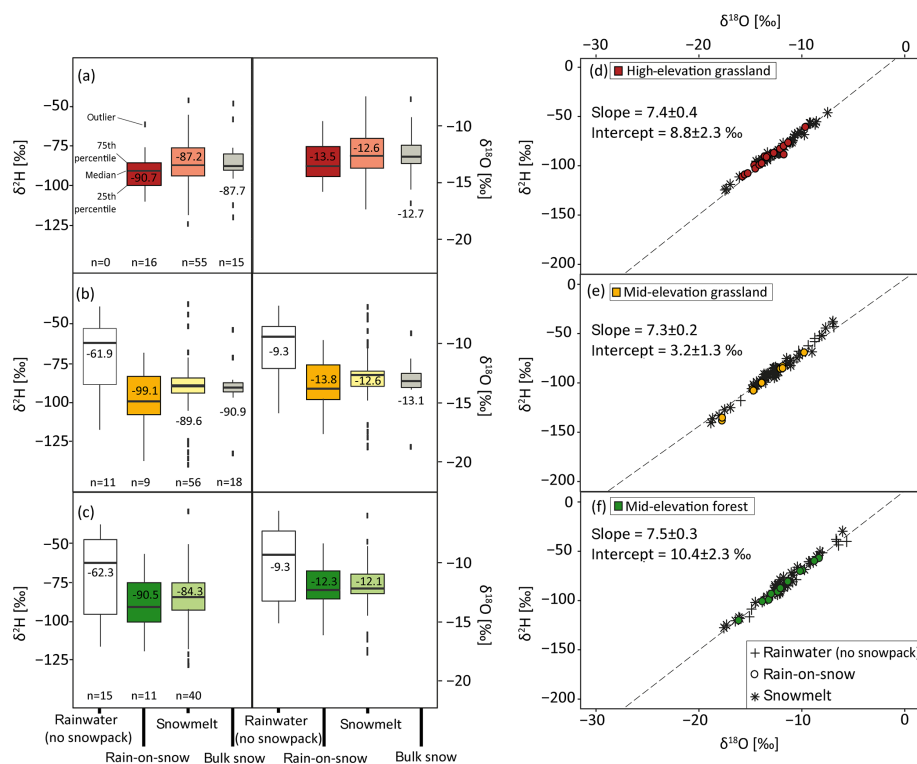 δ¹⁸O [‰]
−30 −20 −10 0
(a)
−50
−75
−100
−125
δ²H [‰]
Outlier
75th
percentile
Median
25th
percentile
-90.7
-87.2
-87.7
n=0 n=16 n=55 n=15
-13.5
-12.6
-12.7
−10
−15
−20
δ¹⁸O [‰]
(b)
−50
−75
−100
−125
δ²H [‰]
-61.9
-99.1
-89.6
-90.9
n=11 n=9 n=56 n=18
-9.3
-13.8
-12.6
-13.1
−10
−15
−20
δ¹⁸O [‰]
(c)
−50
−75
−100
−125
δ²H [‰]
-62.3
-90.5
-84.3
n=15 n=11 n=40
-9.3
-12.3
-12.1
−10
−15
−20
δ¹⁸O [‰]
Rainwater
(no snowpack)
Rain-on-snow
Snowmelt
Bulk snow
Rainwater
(no snowpack)
Rain-on-snow
Snowmelt
Bulk snow
(d) High-elevation grassland
Slope = 7.4±0.4
Intercept = 8.8±2.3 ‰
0
−50
−100
−150
−200
δ²H [‰]
(e) Mid-elevation grassland
Slope = 7.3±0.2
Intercept = 3.2±1.3 ‰
0
−50
−100
−150
−200
δ²H [‰]
(f) Mid-elevation forest
Slope = 7.5±0.3
Intercept = 10.4±2.3 ‰
0
−50
−100
−150
−200
δ²H [‰]
Rainwater (no snowpack)
Rain-on-snow
Snowmelt
−30 −20 −10 0
δ¹⁸O [‰]